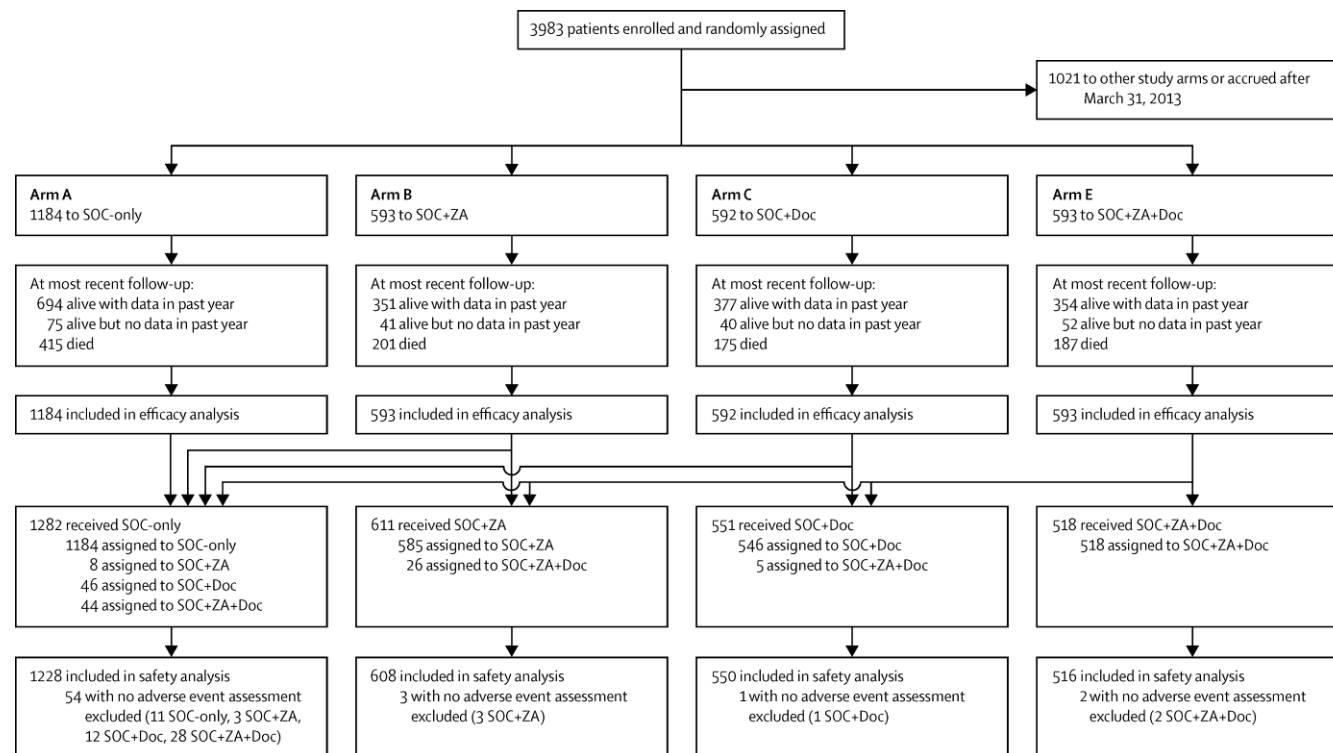 3983 patients enrolled and randomly assigned
1021 to other study arms or accrued after
March 31, 2013
Arm A
1184 to SOC-only
Arm B
593 to SOC+ZA
Arm C
592 to SOC+Doc
Arm E
593 to SOC+ZA+Doc
At most recent follow-up:
694 alive with data in past year
75 alive but no data in past year
415 died
At most recent follow-up:
351 alive with data in past year
41 alive but no data in past year
201 died
At most recent follow-up:
377 alive with data in past year
40 alive but no data in past year
175 died
At most recent follow-up:
354 alive with data in past year
52 alive but no data in past year
187 died
1184 included in efficacy analysis
593 included in efficacy analysis
592 included in efficacy analysis
593 included in efficacy analysis
1282 received SOC-only
1184 assigned to SOC-only
8 assigned to SOC+ZA
46 assigned to SOC+Doc
44 assigned to SOC+ZA+Doc
611 received SOC+ZA
585 assigned to SOC+ZA
26 assigned to SOC+ZA+Doc
551 received SOC+Doc
546 assigned to SOC+Doc
5 assigned to SOC+ZA+Doc
518 received SOC+ZA+Doc
518 assigned to SOC+ZA+Doc
1228 included in safety analysis
54 with no adverse event assessment
excluded (11 SOC-only, 3 SOC+ZA,
12 SOC+Doc, 28 SOC+ZA+Doc)
608 included in safety analysis
3 with no adverse event assessment
excluded (3 SOC+ZA)
550 included in safety analysis
1 with no adverse event assessment
excluded (1 SOC+Doc)
516 included in safety analysis
2 with no adverse event assessment
excluded (2 SOC+ZA+Doc)